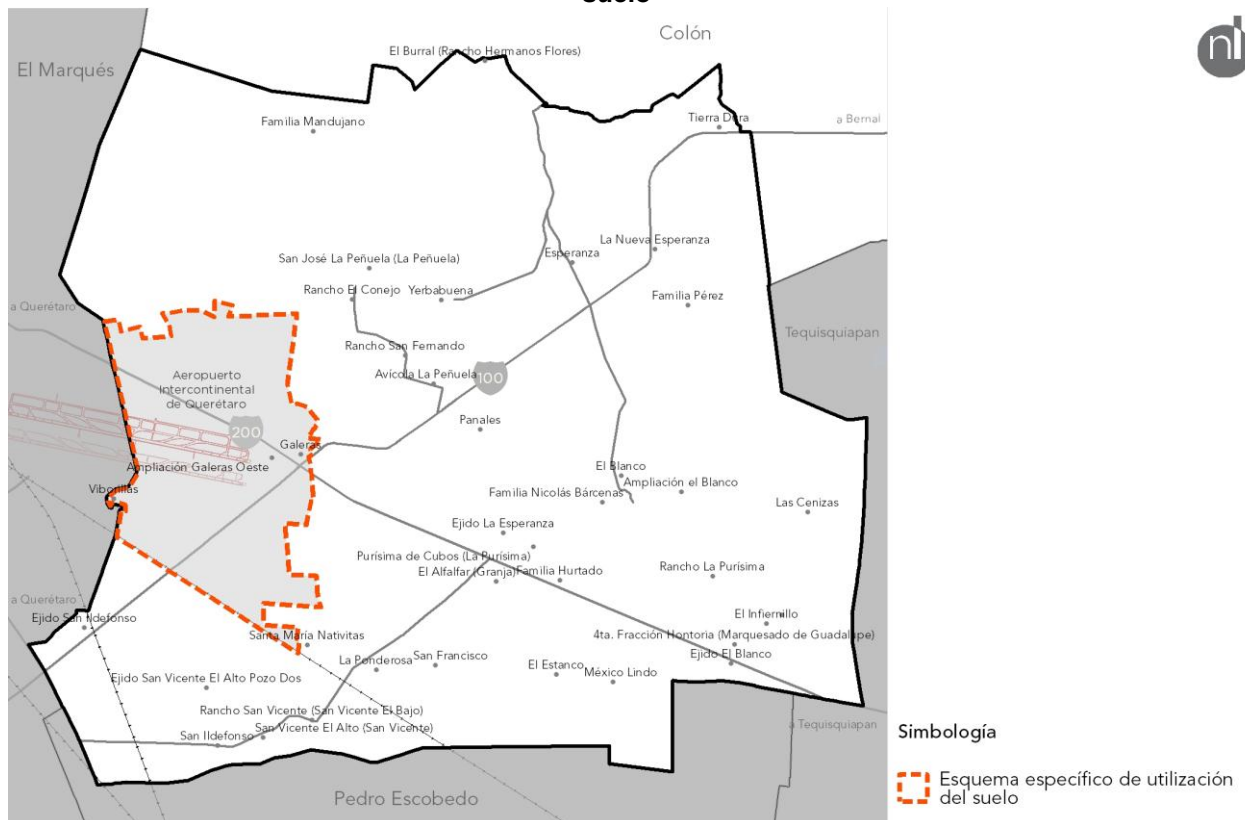 suelo
Colón
El Marqués
El Burral (Rancho Hermanos Flores)
nh
Familia Mandujano
Tierra Dura
a Bernal
La Nueva Esperanza
San José La Peñuela (La Peñuela)
Esperanza
Rancho El Conejo
Yerbabuena
Familia Pérez
a Querétaro
Tequisquiapan
Rancho San Fernando
Aeropuerto
Intercontinental
de Querétaro
Avícola La Peñuela
100
Panales
200
Galeras
Ampliación Galeras Oeste
El Blanco
Ampliación el Blanco
Viborillas
Familia Nicolás Bárcenas
Las Cenizas
Ejido La Esperanza
Purísima de Cubos (La Purísima)
El Alfalfar (Granja)
Familia Hurtado
Rancho La Purísima
a Querétaro
Ejido San Ildefonso
El Infiernillo
Santa María Nativitas
4ta. Fracción Hontoria (Marquesado de Guadalupe)
La Ponderosa
San Francisco
Ejido El Blanco
El Estanco
México Lindo
Ejido San Vicente El Alto Pozo Dos
Rancho San Vicente (San Vicente El Bajo)
San Vicente El Alto (San Vicente)
San Ildefonso
a Tequisquiapan
Pedro Escobedo
Simbología
Esquema específico de utilización
del suelo